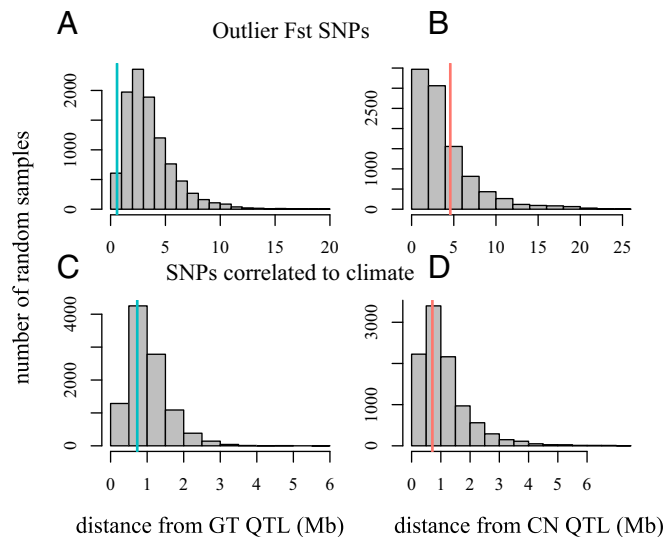 A
Outlier Fst SNPs
B
number of random samples
0 1000 2000
0 5 10 15 20
0 1000 2500
0 5 10 15 20 25
C
SNPs correlated to climate
D
0 2000 4000
0 1 2 3 4 5 6
distance from GT QTL (Mb)
0 1000 3000
0 1 2 3 4 5 6
distance from CN QTL (Mb)